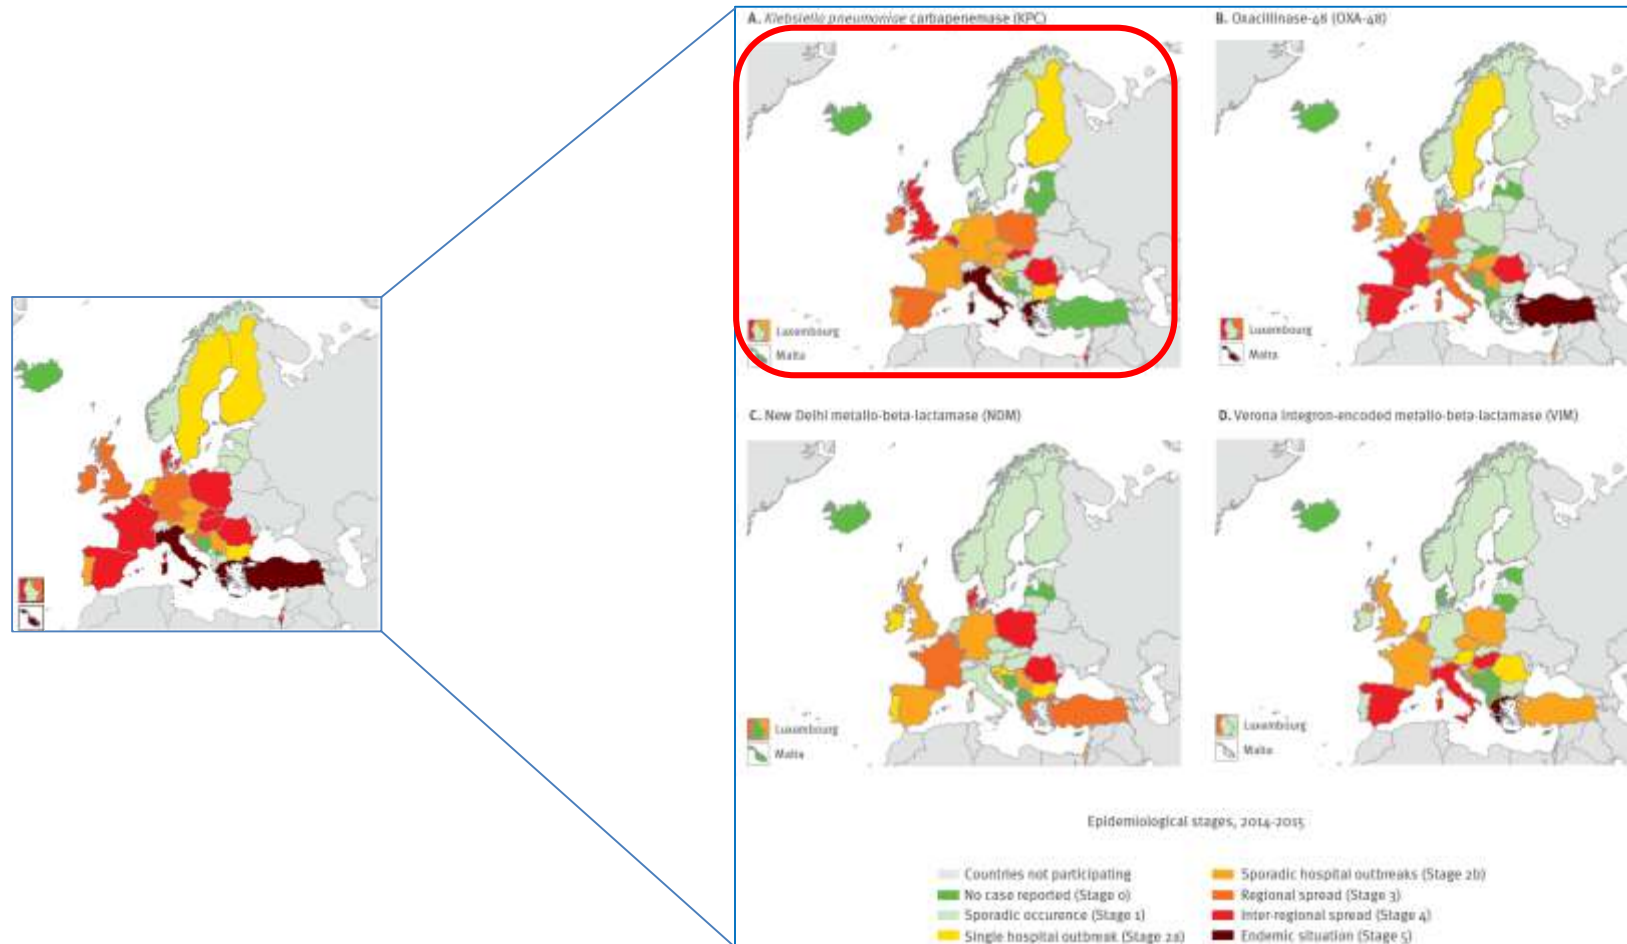 A. Klebsiella pneumoniae carbapenemase (KPC)
B. Oxacillinase-48 (OXA-48)
Luxembourg
Malta
Luxembourg
Malta
C. New Delhi metallo-beta-lactamase (NDM)
D. Verona integron-encoded metallo-beta-lactamase (VIM)
Luxembourg
Malta
Luxembourg
Malta
Epidemiological stages, 2014-2015
Countries not participating
No case reported (Stage 0)
Sporadic occurence (Stage 1)
Single hospital outbreak (Stage 2a)
Sporadic hospital outbreaks (Stage 2b)
Regional spread (Stage 3)
Inter-regional spread (Stage 4)
Endemic situation (Stage 5)